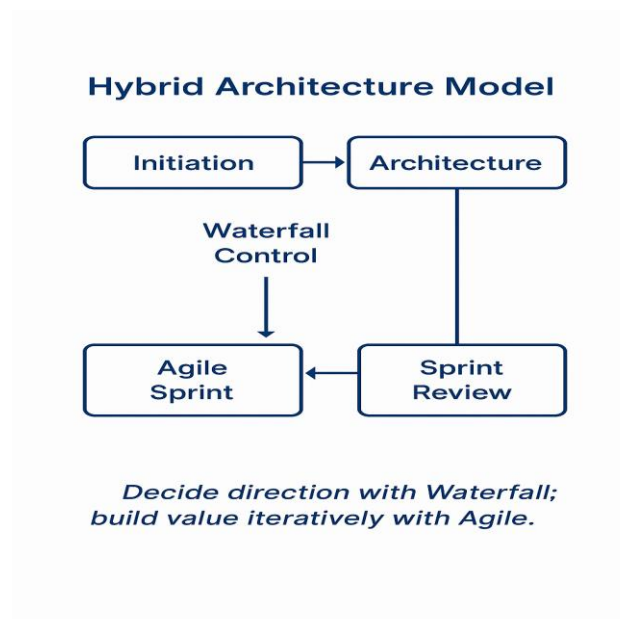 Hybrid Architecture Model
Initiation
Architecture
Waterfall
Control
Agile
Sprint
Sprint
Review
Decide direction with Waterfall;
build value iteratively with Agile.